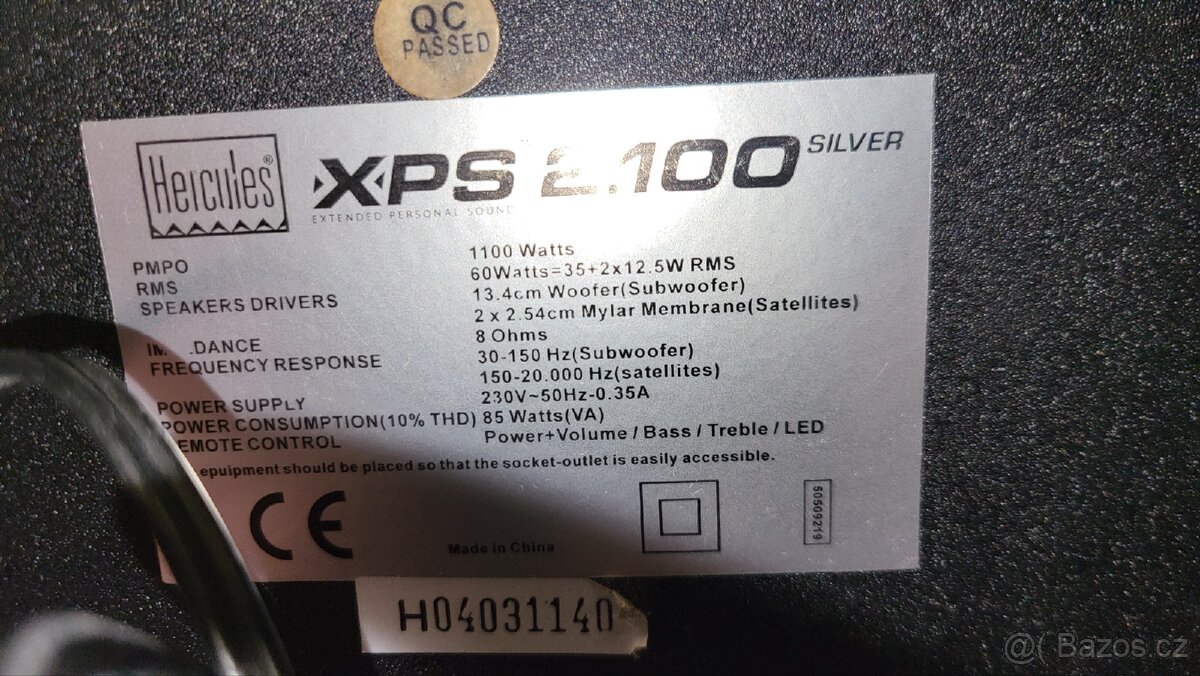 QC
PASSED
Hercules®
XPS 2.100 SILVER
EXTENDED PERSONAL SOUND
PMPO 1100 Watts
RMS 60Watts=35+2x12.5W RMS
SPEAKERS DRIVERS 13.4cm Woofer(Subwoofer)
2 x 2.54cm Mylar Membrane(Satellites)
IM DANCE 8 Ohms
FREQUENCY RESPONSE 30-150 Hz(Subwoofer)
150-20.000 Hz(satellites)
POWER SUPPLY 230V~50Hz-0.35A
POWER CONSUMPTION(10% THD) 85 Watts(VA)
REMOTE CONTROL Power+Volume / Bass / Treble / LED
epuipment should be placed so that the socket-outlet is easily accessible.
CE
50509219
Made in China
H04031140
@( Bazos.cz